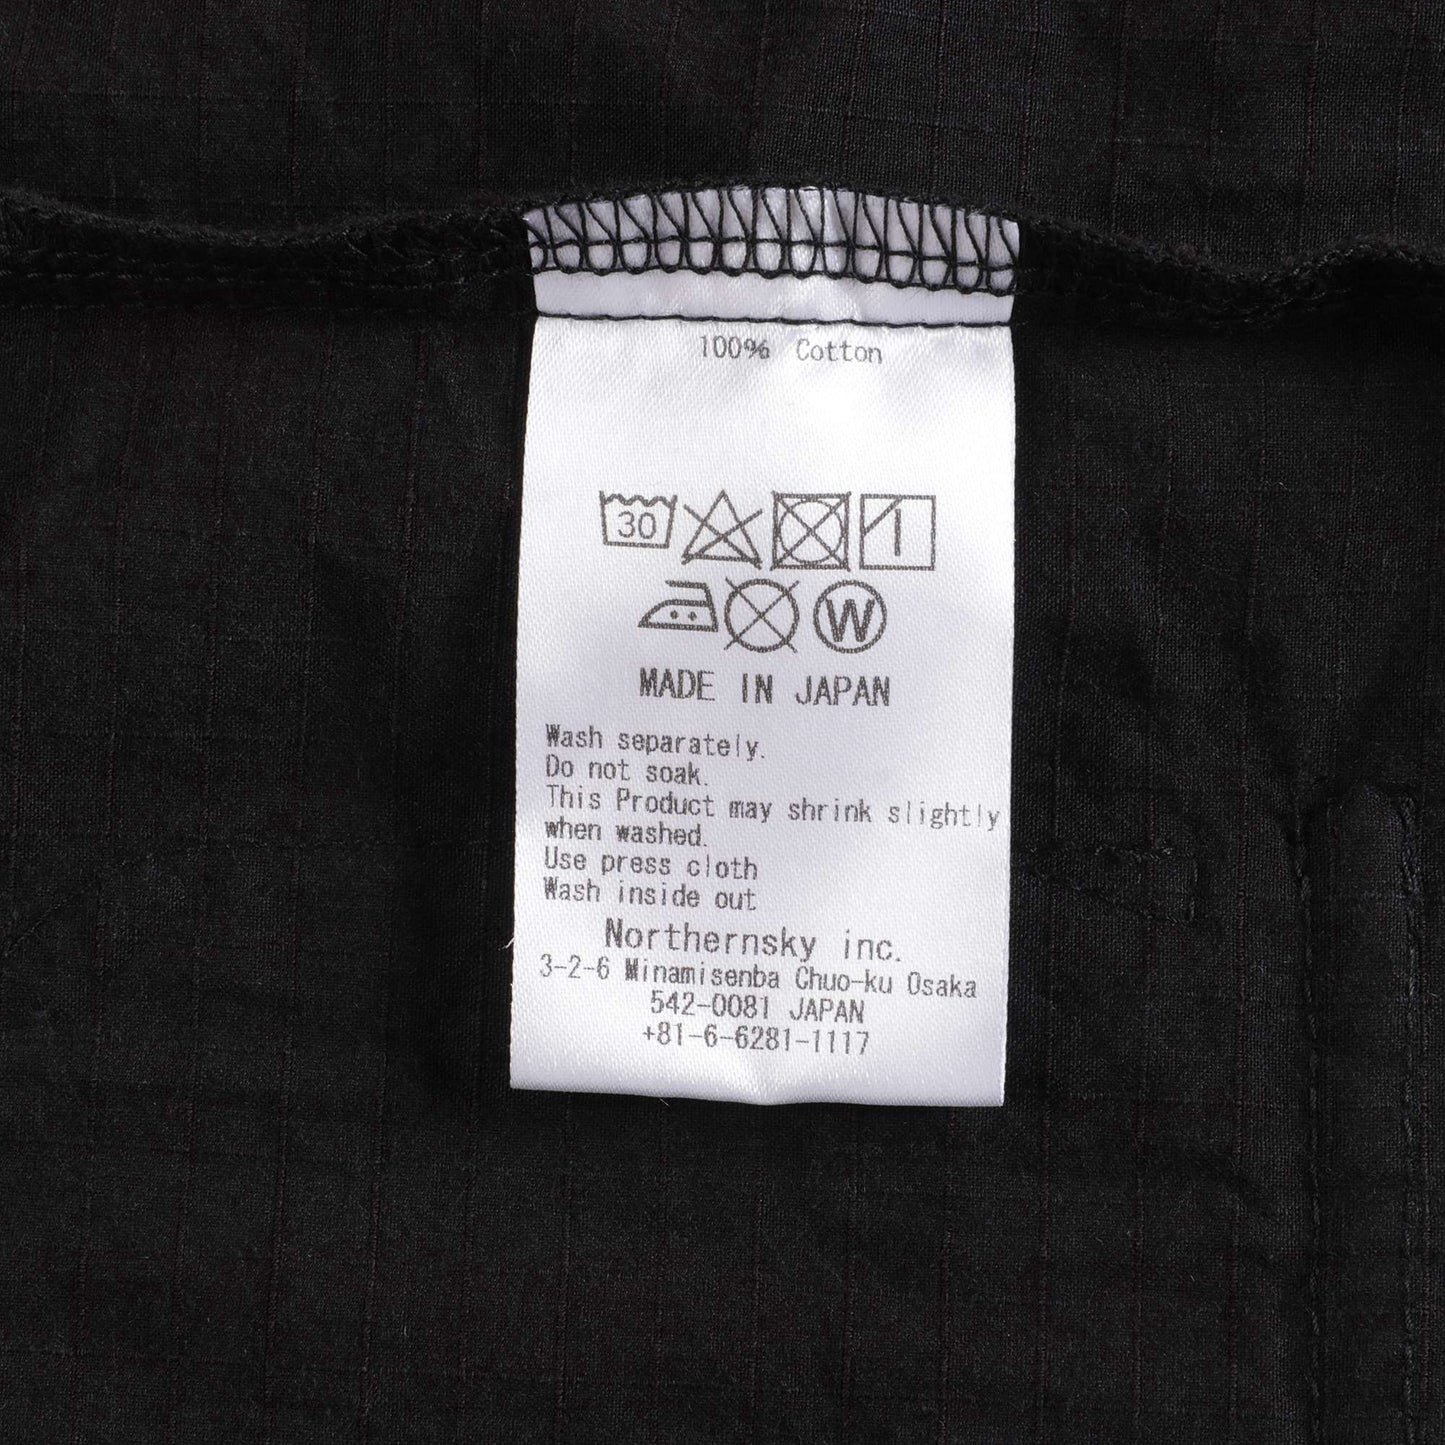 100% Cotton
30
W
MADE IN JAPAN
Wash separately.
Do not soak.
This Product may shrink slightly
when washed.
Use press cloth
Wash inside out
Northernsky inc.
3-2-6 Minamisenba Chuo-ku Osaka
542-0081 JAPAN
+81-6-6281-1117